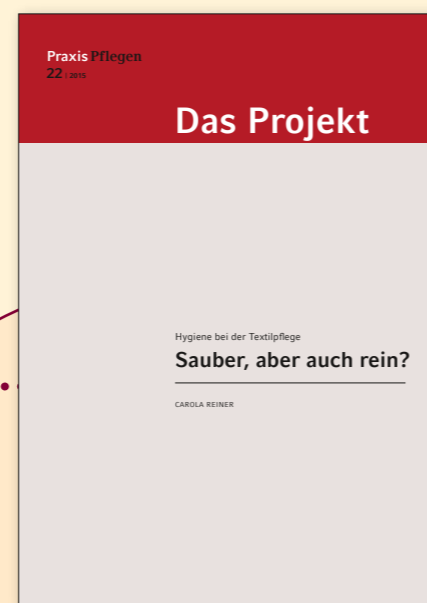 Praxis Pflegen
22 | 2015
Das Projekt
Hygiene bei der Textilpflege
Sauber, aber auch rein?
CAROLA REINER